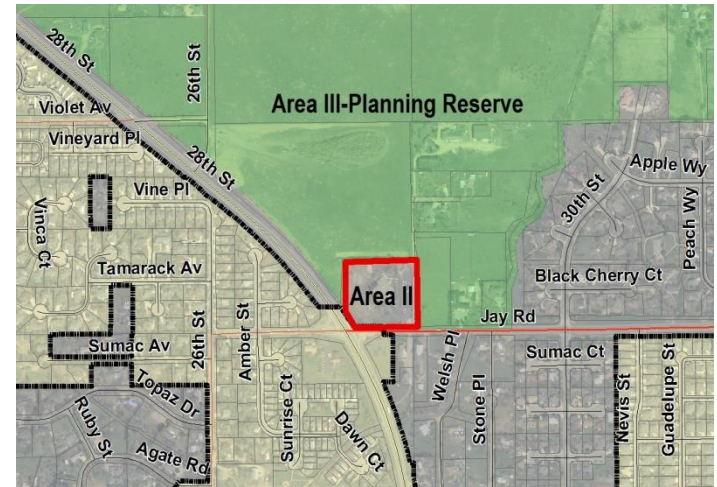 28th St
26th St
Area III-Planning Reserve
Violet Av
Vineyard Pl
28th St
Apple Wy
30th St
Vine Pl
Peach Wy
Vinca Ct
Tamarack Av
Black Cherry Ct
Area II
Jay Rd
26th St
Amber St
Sumac Av
Welsh Pl
Sumac Ct
Topaz Dr
Sunrise Ct
Stone Pl
Nevis St
Guadelupe St
Ruby St
Dawn Ct
Agate Rd